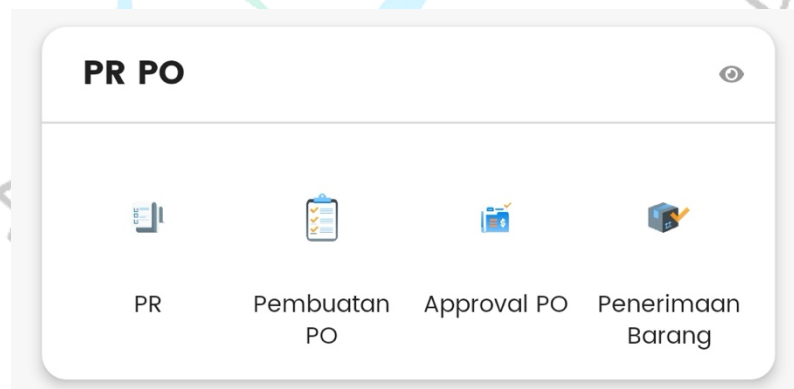 PR PO
PR
Pembuatan
PO
Approval PO
Penerimaan
Barang